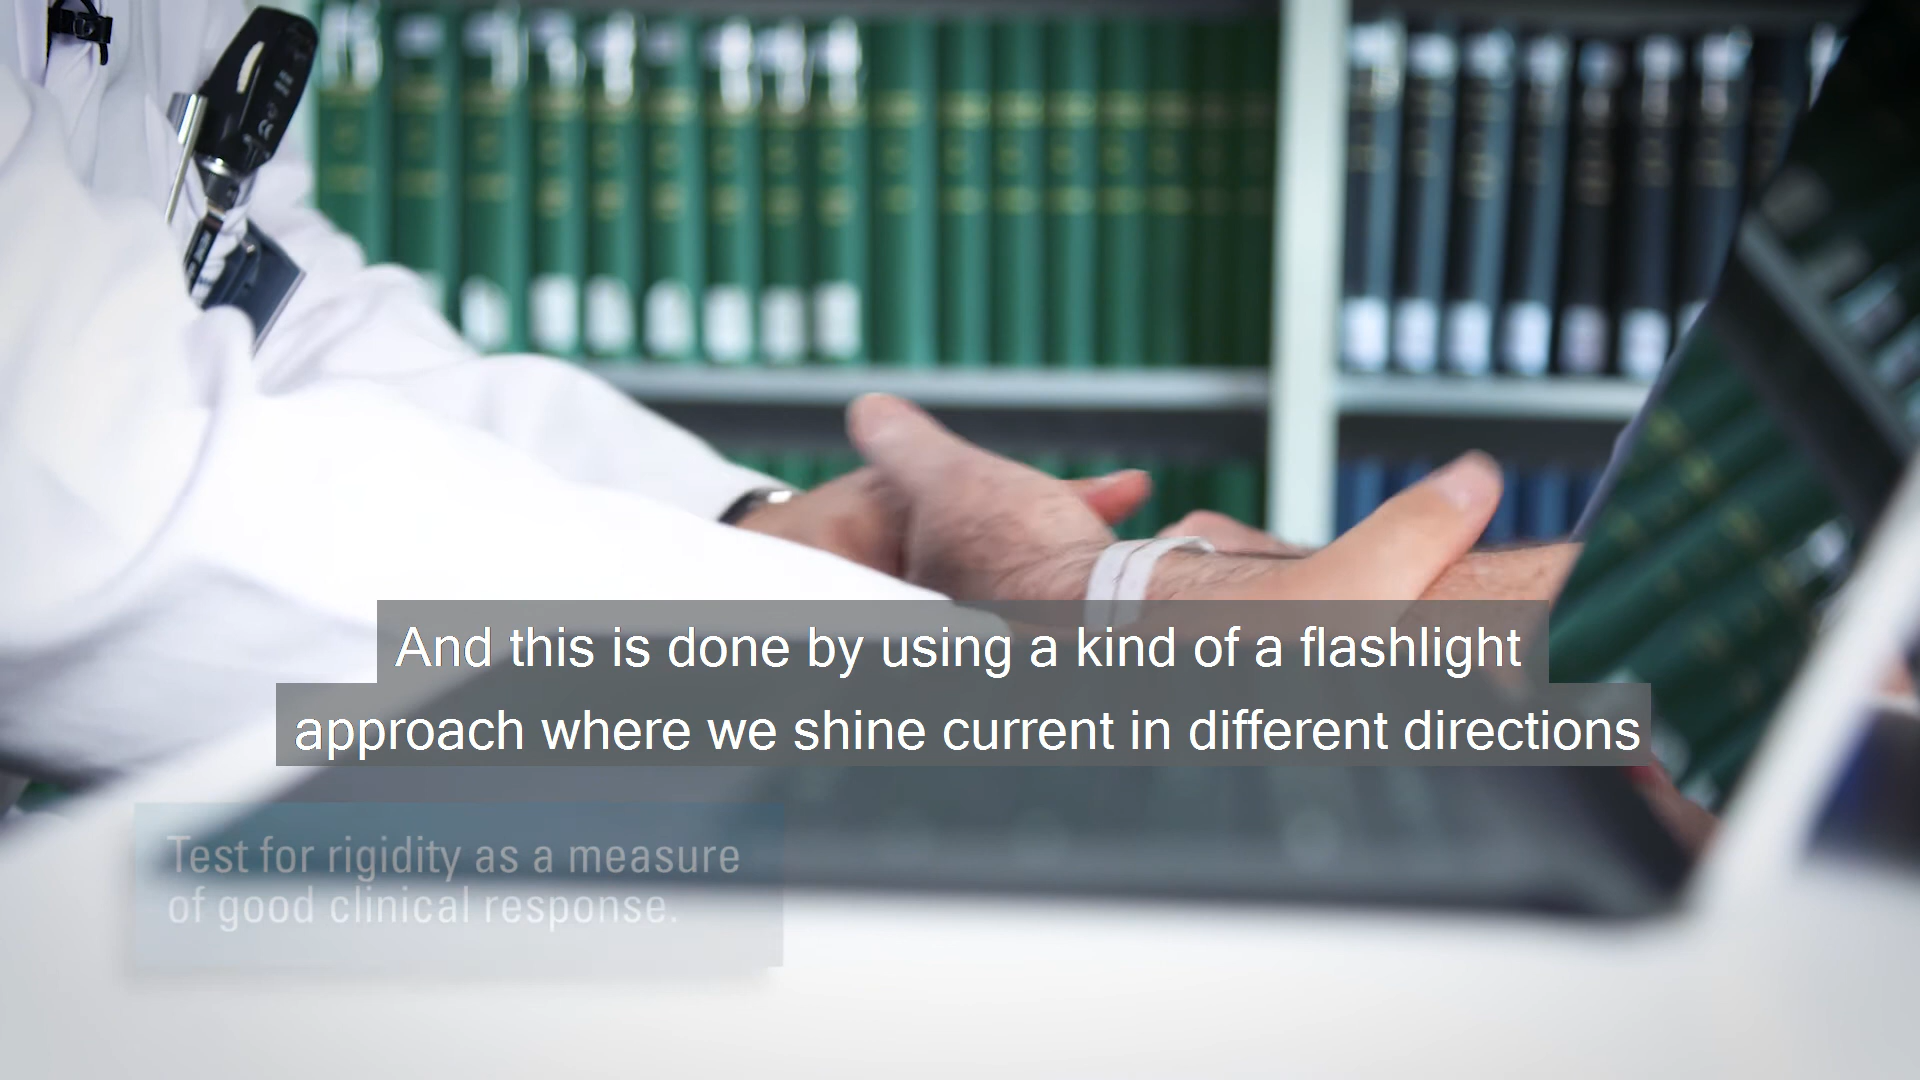 And this is done by using a kind of a flashlight
approach where we shine current in different directions
Test for rigidity as a measure
of good clinical response.